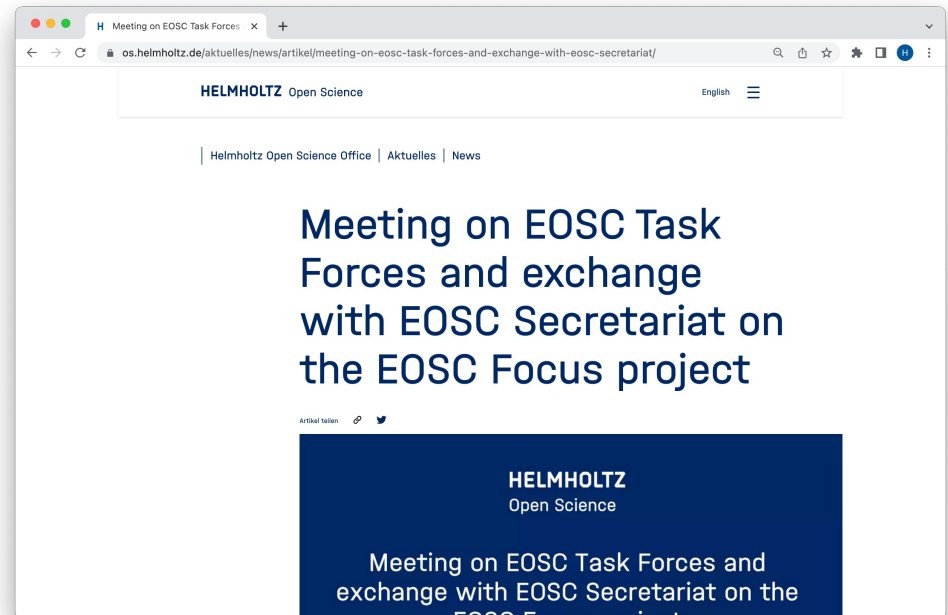 H Meeting on EOSC Task Forces
os.helmholtz.de/aktuelles/news/artikel/meeting-on-eosc-task-forces-and-exchange-with-eosc-secretariat/
H
HELMHOLTZ Open Science
English
Helmholtz Open Science Office | Aktuelles | News
Meeting on EOSC Task
Forces and exchange
with EOSC Secretariat on
the EOSC Focus project
Artikel teilen
HELMHOLTZ
Open Science
Meeting on EOSC Task Forces and
exchange with EOSC Secretariat on the
EOSC Focus project